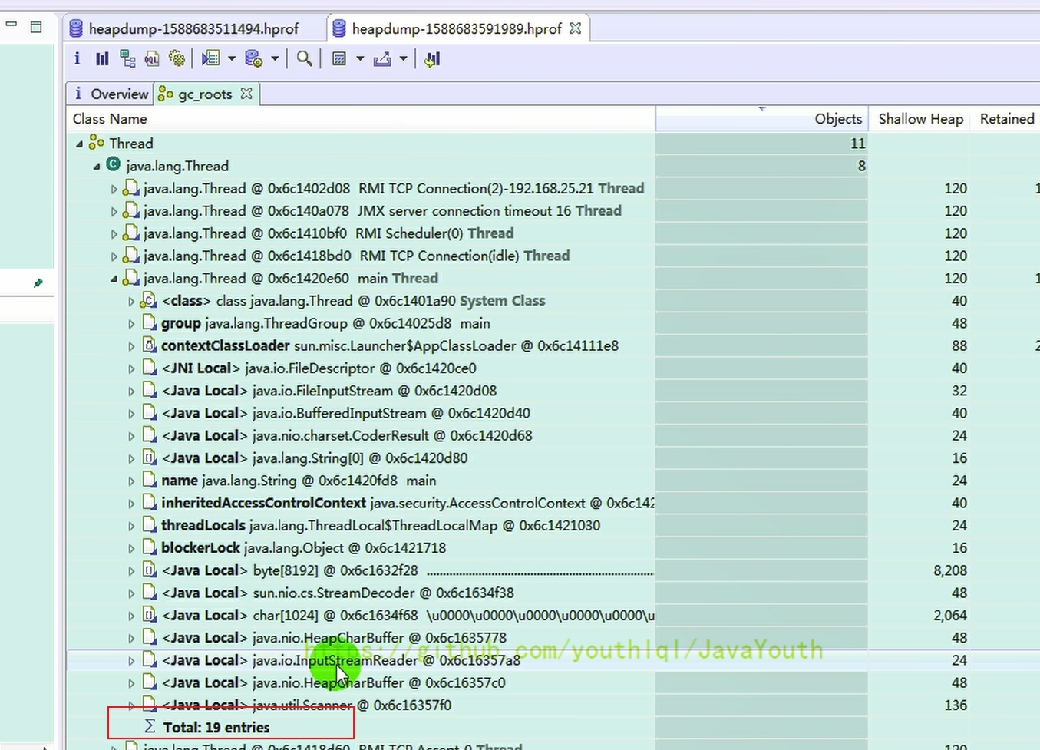 heapdump-1588683511494.hprof heapdump-1588683591989.hprof
Overview gc_roots
Class Name Objects Shallow Heap Retained
Thread 11
java.lang.Thread 8
java.lang.Thread @ 0x6c1402d08 RMI TCP Connection(2)-192.168.25.21 Thread 120 1
java.lang.Thread @ 0x6c140a078 JMX server connection timeout 16 Thread 120
java.lang.Thread @ 0x6c1410bf0 RMI Scheduler(0) Thread 120
java.lang.Thread @ 0x6c1418bd0 RMI TCP Connection(idle) Thread 120
java.lang.Thread @ 0x6c1420e60 main Thread 120 1
<class> class java.lang.Thread @ 0x6c1401a90 System Class 40
group java.lang.ThreadGroup @ 0x6c14025d8 main 48
contextClassLoader sun.misc.Launcher$AppClassLoader @ 0x6c14111e8 88 2
<JNI Local> java.io.FileDescriptor @ 0x6c1420ce0 40
<Java Local> java.io.FileInputStream @ 0x6c1420d08 32
<Java Local> java.io.BufferedInputStream @ 0x6c1420d40 40
<Java Local> java.nio.charset.CoderResult @ 0x6c1420d68 24
<Java Local> java.lang.String[0] @ 0x6c1420d80 16
name java.lang.String @ 0x6c1420fd8 main 24
inheritedAccessControlContext java.security.AccessControlContext @ 0x6c142 40
threadLocals java.lang.ThreadLocal$ThreadLocalMap @ 0x6c1421030 24
blockerLock java.lang.Object @ 0x6c1421718 16
<Java Local> byte[8192] @ 0x6c1632f28 ........................................................................ 8,208
<Java Local> sun.nio.cs.StreamDecoder @ 0x6c1634f38 48
<Java Local> char[1024] @ 0x6c1634f68 \u0000\u0000\u0000\u0000\u0000\u 2,064
<Java Local> java.nio.HeapCharBuffer @ 0x6c1635778 48
https://github.com/youthlql/JavaYouth
<Java Local> java.io.InputStreamReader @ 0x6c16357a8 24
<Java Local> java.nio.HeapCharBuffer @ 0x6c16357c0 48
<Java Local> java.util.Scanner @ 0x6c16357f0 136
Σ Total: 19 entries
java.lang.Thread @ 0x6c1418d60 RMI TCP Accept-0 Thread 120